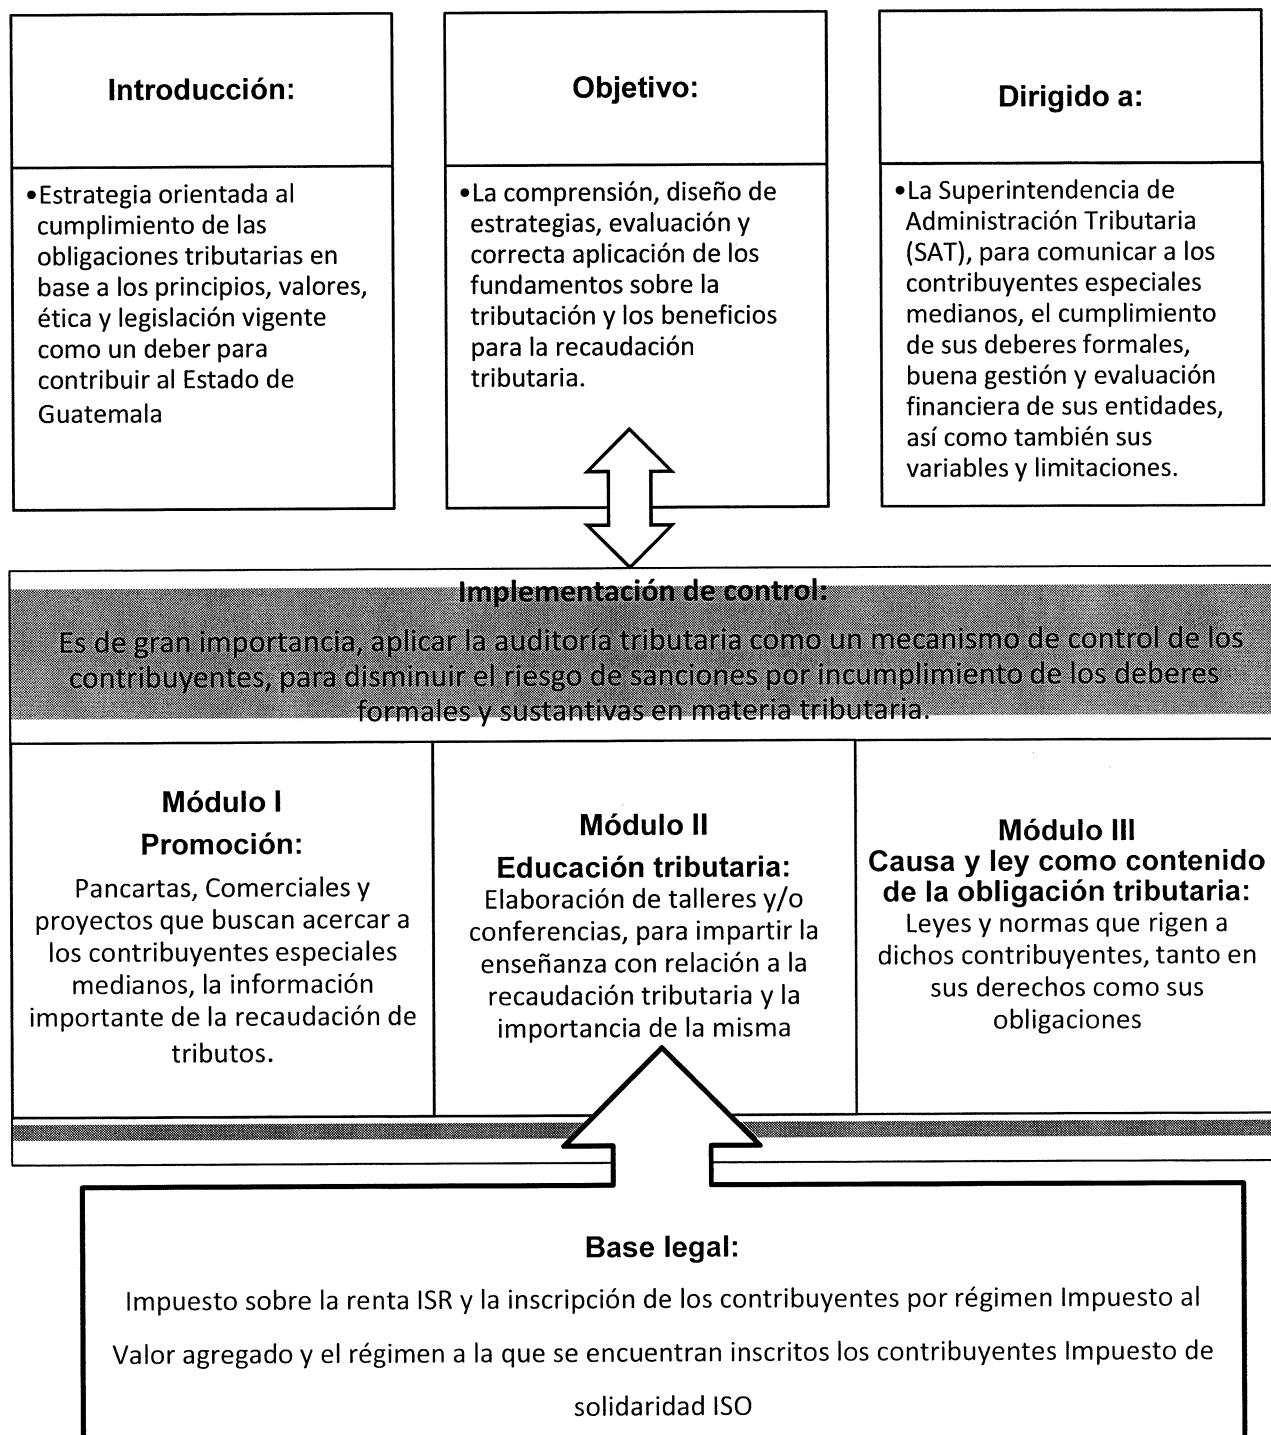 Introducción:
•Estrategia orientada al
cumplimiento de las
obligaciones tributarias en
base a los principios, valores,
ética y legislación vigente
como un deber para
contribuir al Estado de
Guatemala
Objetivo:
•La comprensión, diseño de
estrategias, evaluación y
correcta aplicación de los
fundamentos sobre la
tributación y los beneficios
para la recaudación
tributaria.
Dirigido a:
•La Superintendencia de
Administración Tributaria
(SAT), para comunicar a los
contribuyentes especiales
medianos, el cumplimiento
de sus deberes formales,
buena gestión y evaluación
financiera de sus entidades,
así como también sus
variables y limitaciones.
Implementación de control:
Es de gran importancia, aplicar la auditoría tributaria como un mecanismo de control de los
contribuyentes, para disminuir el riesgo de sanciones por incumplimiento de los deberes
formales y sustantivas en materia tributaria.
Módulo I
Promoción:
Pancartas, Comerciales y
proyectos que buscan acercar a
los contribuyentes especiales
medianos, la información
importante de la recaudación de
tributos.
Módulo II
Educación tributaria:
Elaboración de talleres y/o
conferencias, para impartir la
enseñanza con relación a la
recaudación tributaria y la
importancia de la misma
Módulo III
Causa y ley como contenido
de la obligación tributaria:
Leyes y normas que rigen a
dichos contribuyentes, tanto en
sus derechos como sus
obligaciones
Base legal:
Impuesto sobre la renta ISR y la inscripción de los contribuyentes por régimen Impuesto al
Valor agregado y el régimen a la que se encuentran inscritos los contribuyentes Impuesto de
solidaridad ISO